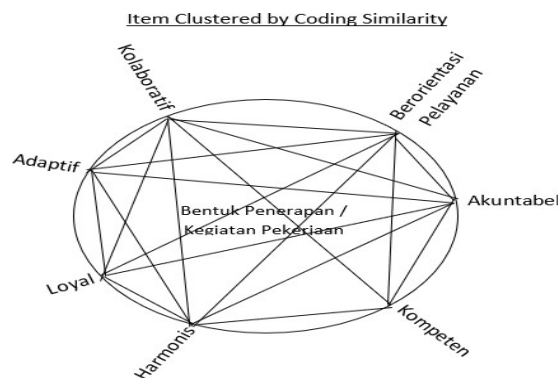 Item Clustered by Coding Similarity
Kolaboratif
Berorientasi
Pelayanan
Adaptif
Akuntabel
Bentuk Penerapan /
Kegiatan Pekerjaan
Loyal
Harmonis
Kompeten